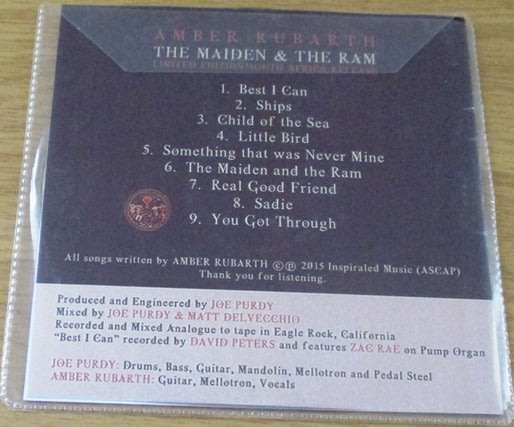 AMBER RUBARTH
THE MAIDEN & THE RAM
LIMITED EDITION SOUTH AFRICA RELEASE
1. Best I Can
2. Ships
3. Child of the Sea
4. Little Bird
5. Something that was Never Mine
6. The Maiden and the Ram
7. Real Good Friend
8. Sadie
9. You Got Through
All songs written by AMBER RUBARTH ©℗ 2015 Inspiraled Music (ASCAP)
Thank you for listening.
Produced and Engineered by JOE PURDY
Mixed by JOE PURDY & MATT DELVECCHIO
Recorded and Mixed Analogue to tape in Eagle Rock, California
"Best I Can" recorded by DAVID PETERS and features ZAC RAE on Pump Organ
JOE PURDY: Drums, Bass, Guitar, Mandolin, Mellotron and Pedal Steel
AMBER RUBARTH: Guitar, Mellotron, Vocals